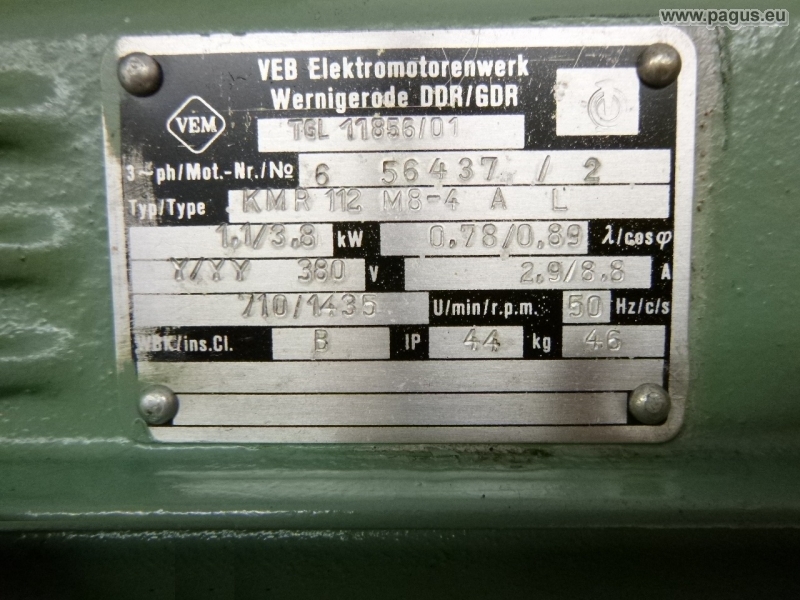 www.pagus.eu
VEB Elektromotorenwerk
Wernigerode DDR/GDR
VEM
TGL 11856/01
3~ph/Mot.-Nr./No 6 56437 / 2
Typ/Type KMR 112 M8-4 A L
1,1/3,8 kW 0,78/0,89 λ/cosφ
Y/YY 380 V 2,9/8,8 A
710/1435 U/min/r.p.m. 50 Hz/c/s
WBK/ins.Cl. B IP 44 kg 46